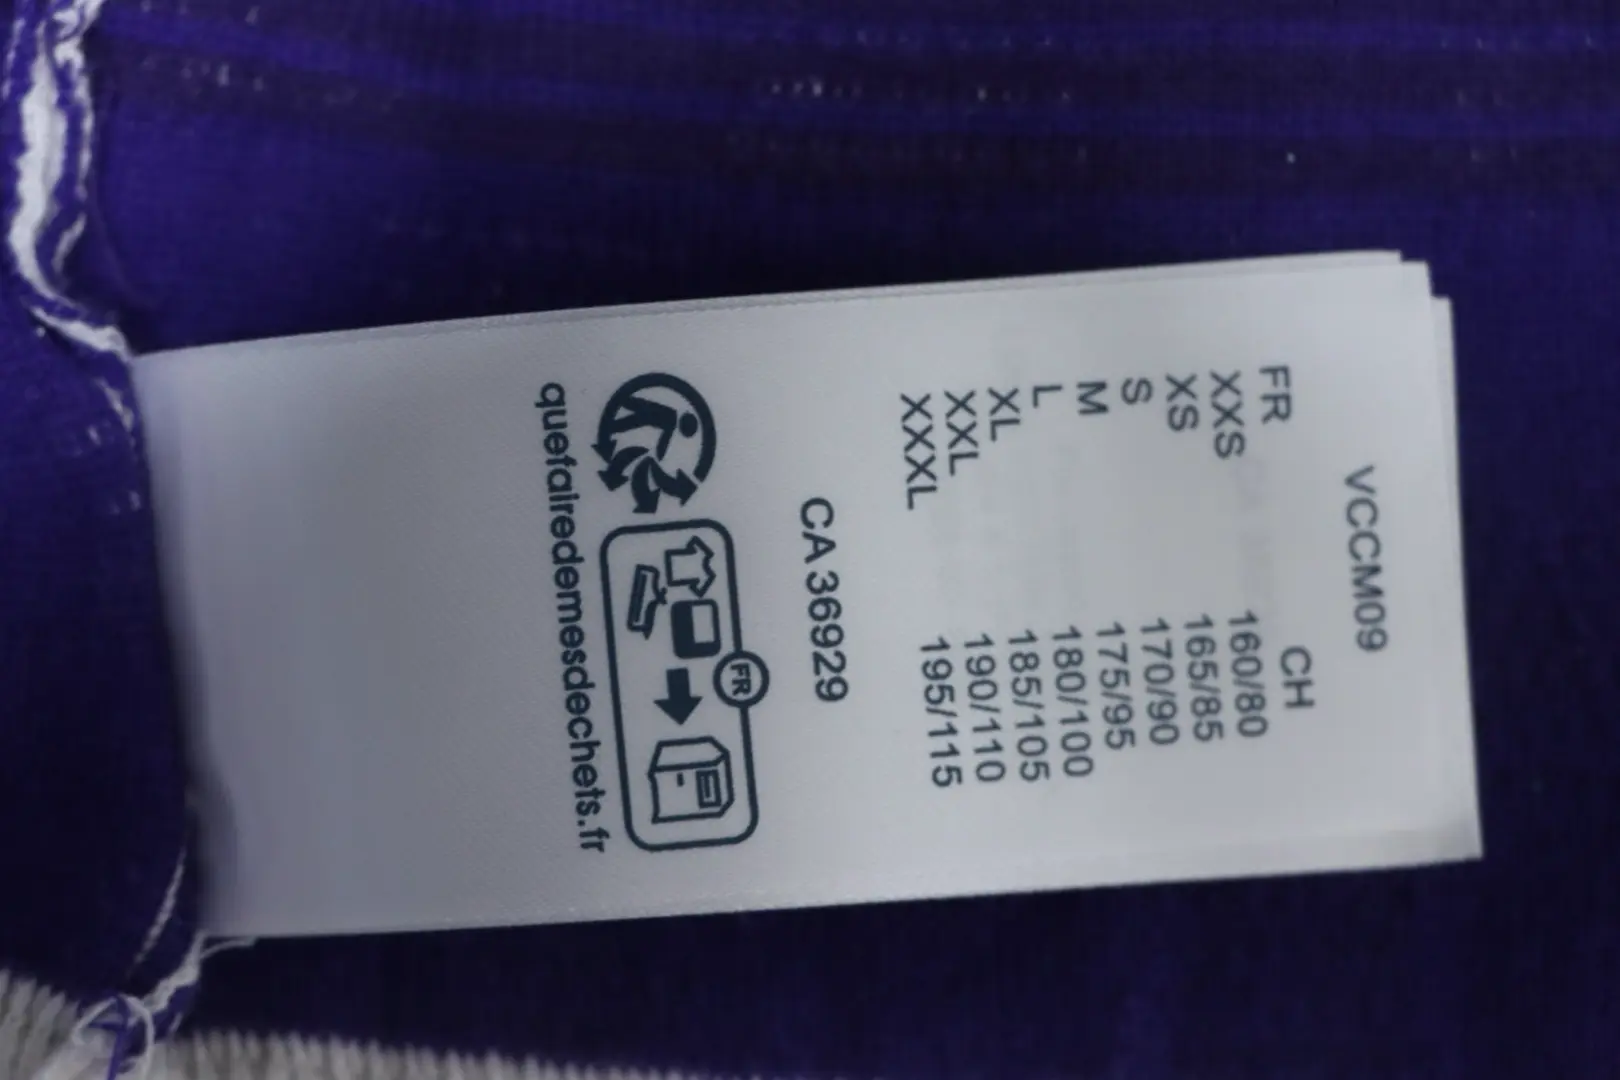 VCCM09
FR CH
XXS 160/80
XS 165/85
S 170/90
M 175/95
L 180/100
XL 185/105
XXL 190/110
XXXL 195/115
CA 36929
FR
quefairedemesdechets.fr